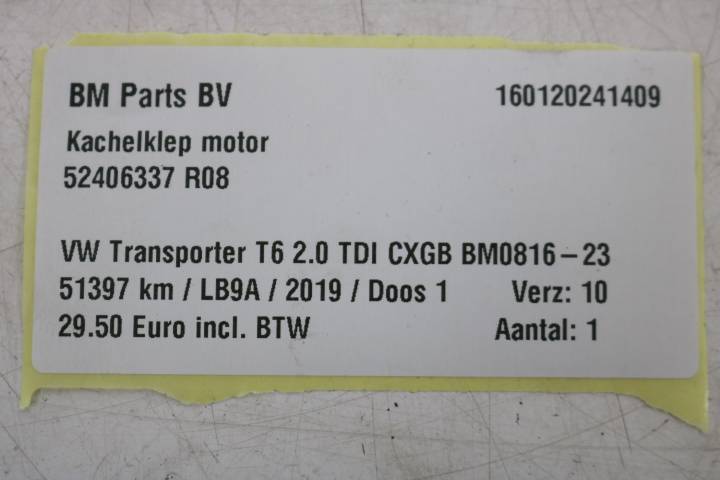 BM Parts BV 160120241409
Kachelklep motor
52406337 R08
VW Transporter T6 2.0 TDI CXGB BM0816-23
51397 km / LB9A / 2019 / Doos 1 Verz: 10
29.50 Euro incl. BTW Aantal: 1